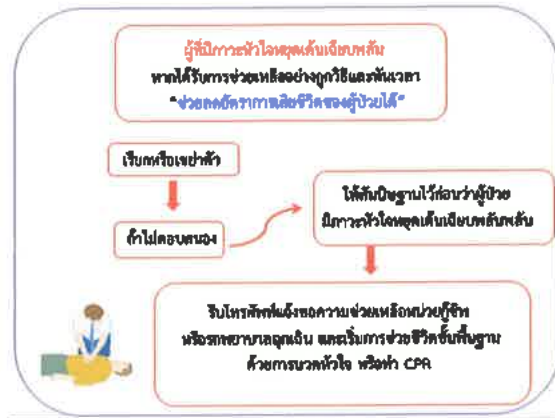 ผู้ที่มีภาวะหัวใจหยุดเต้นเฉียบพลัน
หากได้รับการช่วยเหลืออย่างถูกวิธีและทันเวลา
"ช่วยลดอัตราการเสียชีวิตของผู้ป่วยได้"
เรียกหรือเขย่าตัว
ถ้าไม่ตอบสนอง
ให้สันนิษฐานไว้ก่อนว่าผู้ป่วย
มีภาวะหัวใจหยุดเต้นเฉียบพลันพลัน
รีบโทรศัพท์แจ้งขอความช่วยเหลือหน่วยกู้ชีพ
หรือรถพยาบาลฉุกเฉิน และเริ่มการช่วยชีวิตขั้นพื้นฐาน
ด้วยการนวดหัวใจ หรือทำ CPR